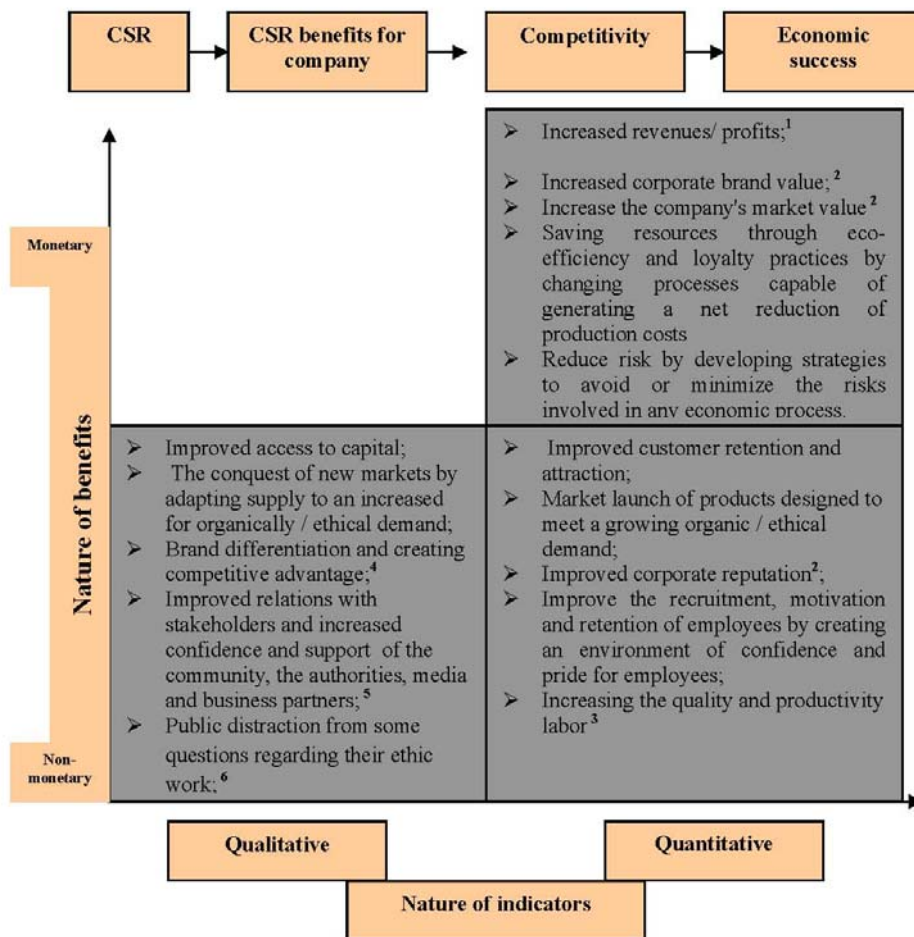 CSR
CSR benefits for
company
Competitivity
Economic
success
➢ Increased revenues/ profits;1
➢ Increased corporate brand value; 2
➢ Increase the company's market value 2
➢ Saving resources through eco-
efficiency and loyalty practices by
changing processes capable of
generating a net reduction of
production costs
➢ Reduce risk by developing strategies
to avoid or minimize the risks
involved in any economic process.
Monetary
Nature of benefits
Non-
monetary
➢ Improved access to capital;
➢ The conquest of new markets by
adapting supply to an increased
for organically / ethical demand;
➢ Brand differentiation and creating
competitive advantage;4
➢ Improved relations with
stakeholders and increased
confidence and support of the
community, the authorities, media
and business partners; 5
➢ Public distraction from some
questions regarding their ethic
work; 6
➢ Improved customer retention and
attraction;
➢ Market launch of products designed to
meet a growing organic / ethical
demand;
➢ Improved corporate reputation2;
➢ Improve the recruitment, motivation
and retention of employees by creating
an environment of confidence and
pride for employees;
➢ Increasing the quality and productivity
labor 3
Qualitative
Quantitative
Nature of indicators